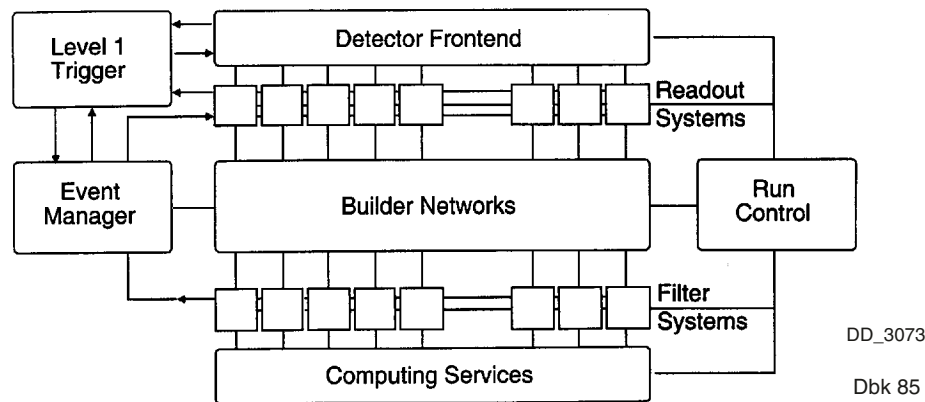 Level 1
Trigger
Detector Frontend
Readout
Systems
Event
Manager
Builder Networks
Run
Control
Filter
Systems
Computing Services
DD_3073
Dbk 85